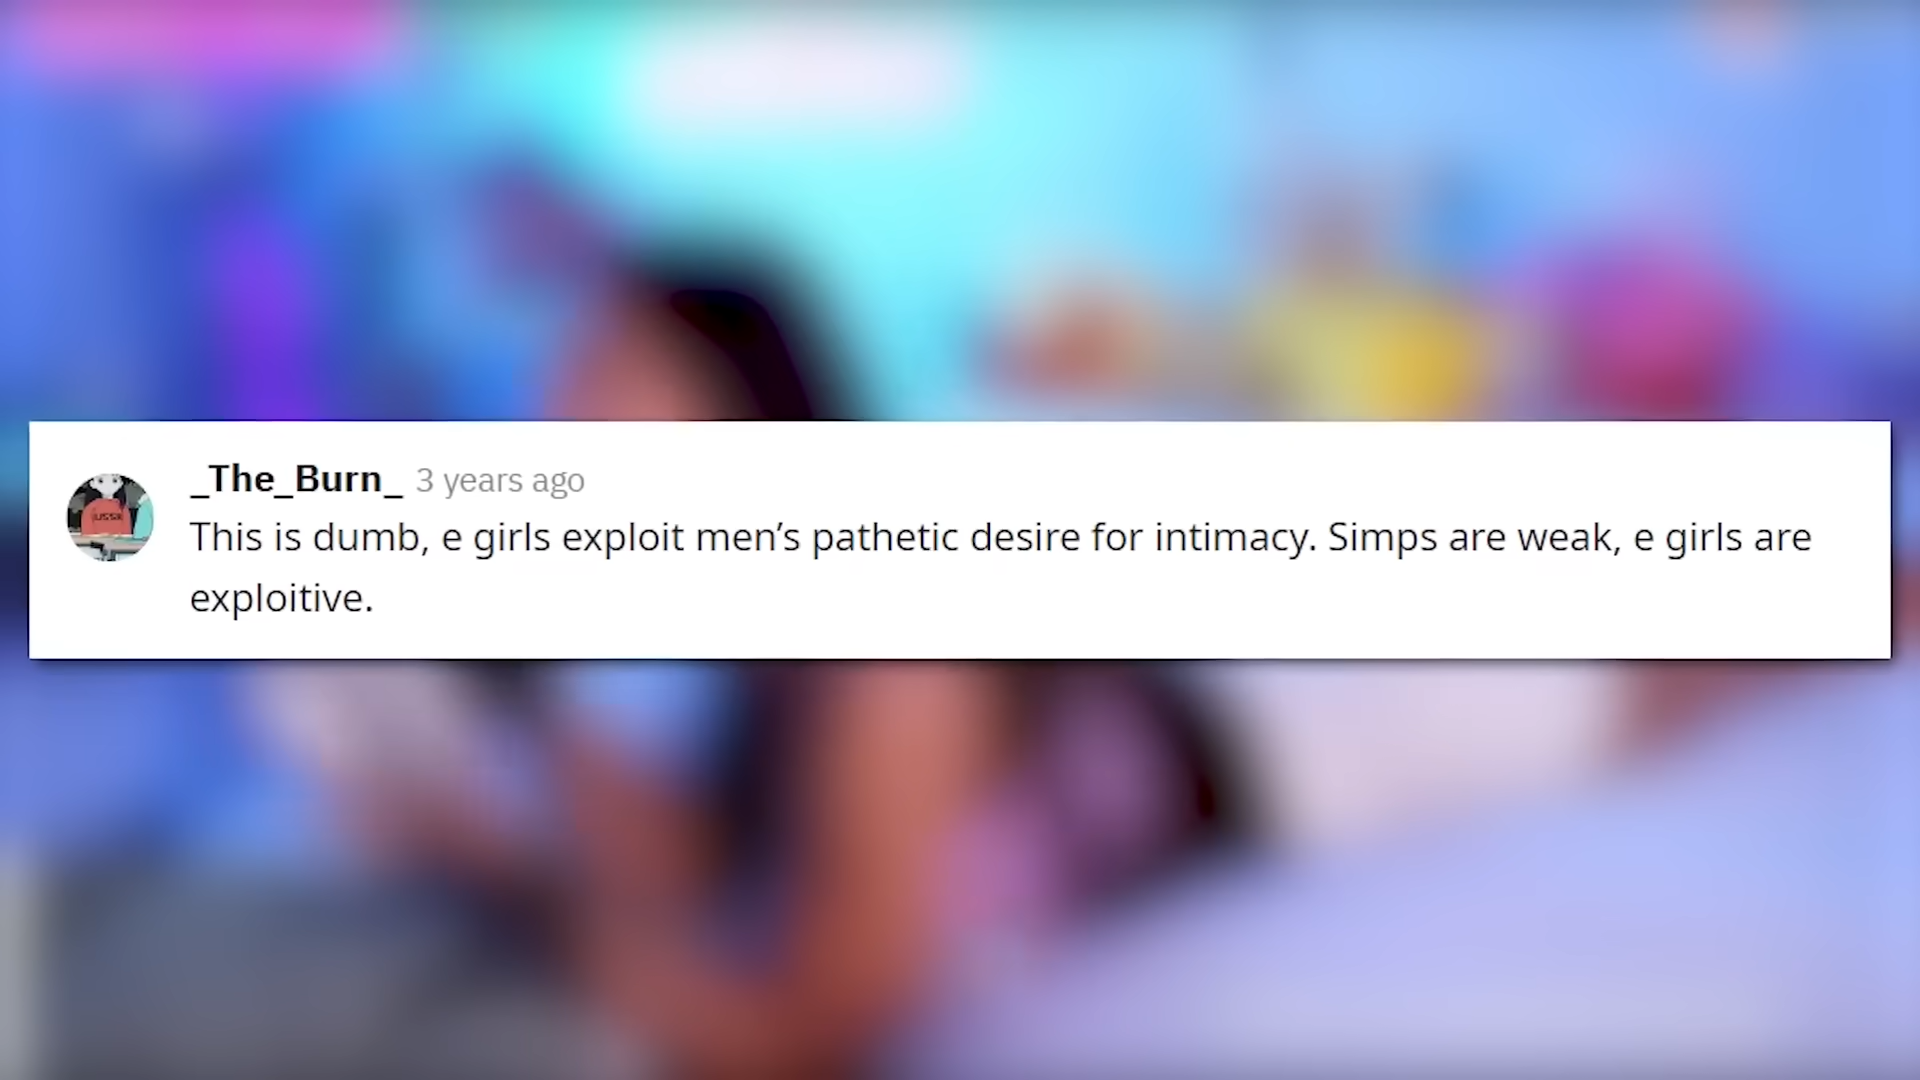 _The_Burn_ 3 years ago
This is dumb, e girls exploit men’s pathetic desire for intimacy. Simps are weak, e girls are
exploitive.
USSR